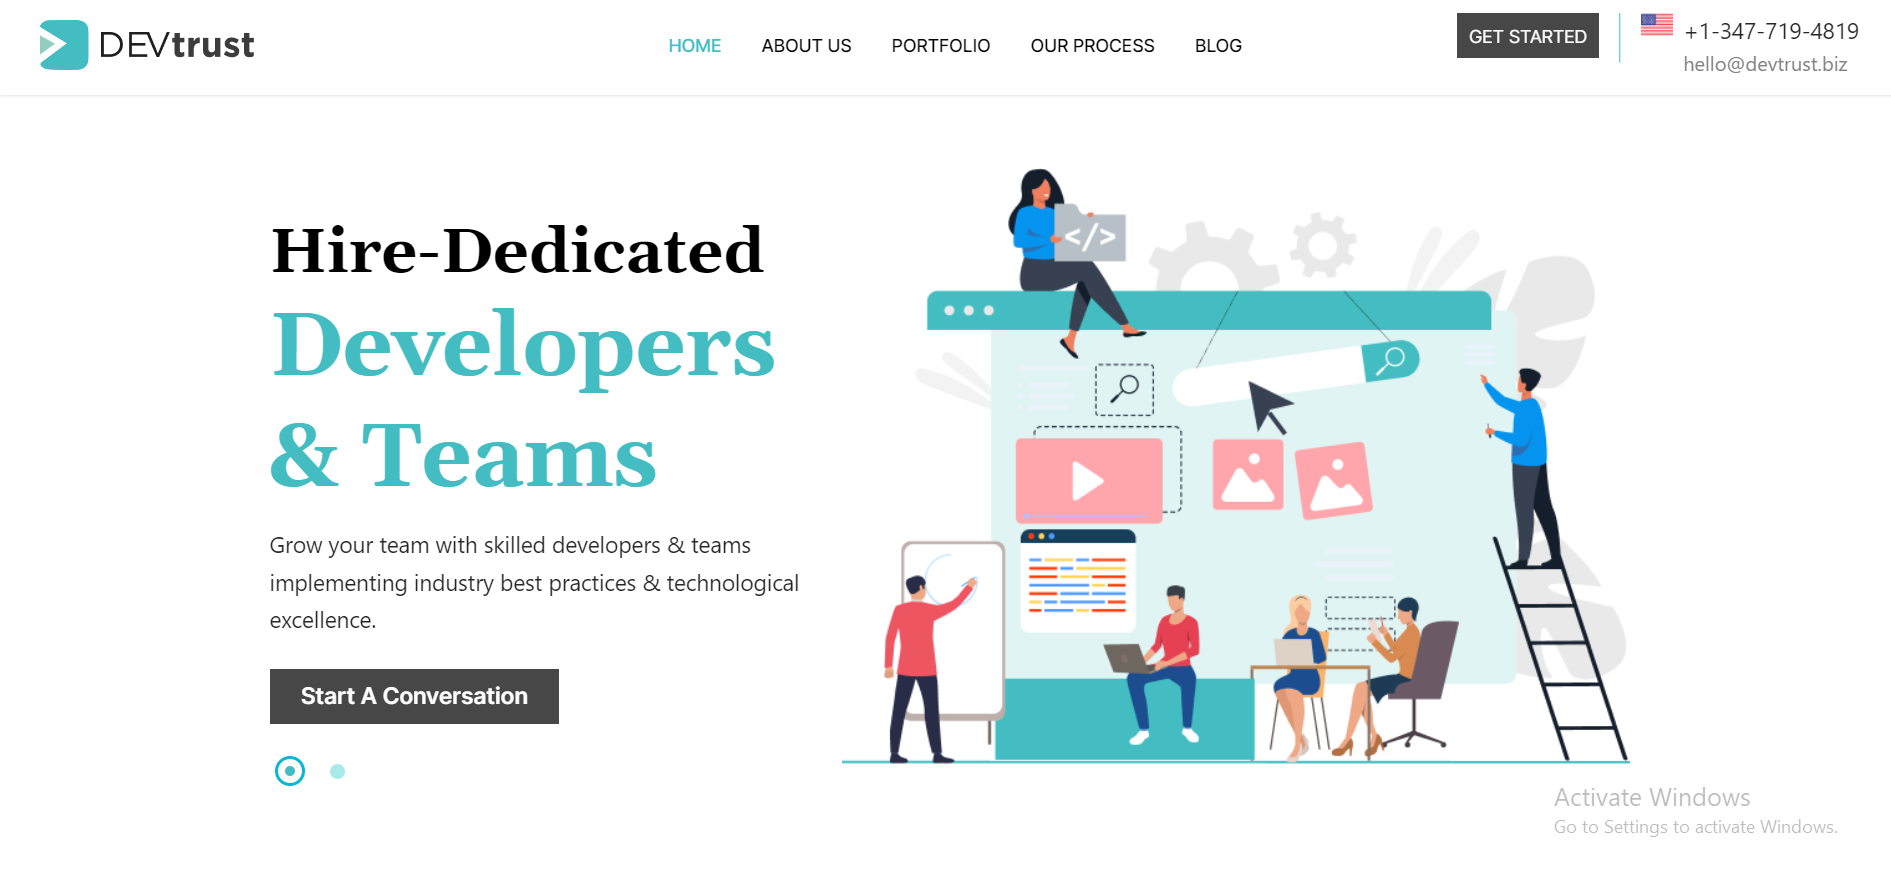 DEVtrust
HOME ABOUT US PORTFOLIO OUR PROCESS BLOG
GET STARTED
+1-347-719-4819
hello@devtrust.biz
Hire-Dedicated
Developers
& Teams
Grow your team with skilled developers & teams
implementing industry best practices & technological
excellence.
Start A Conversation
</>
Activate Windows
Go to Settings to activate Windows.